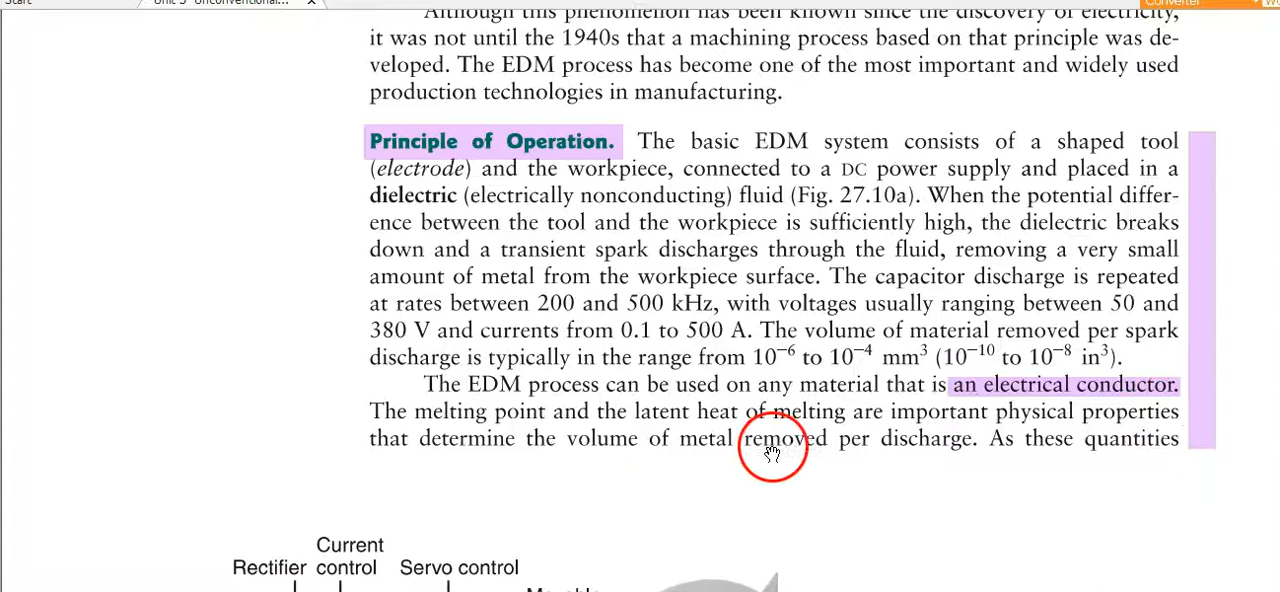 Start
Unit 5 Unconventional...
Converter
Although this phenomenon has been known since the discovery of electricity,
it was not until the 1940s that a machining process based on that principle was de-
veloped. The EDM process has become one of the most important and widely used
production technologies in manufacturing.
Principle of Operation. The basic EDM system consists of a shaped tool
(electrode) and the workpiece, connected to a DC power supply and placed in a
dielectric (electrically nonconducting) fluid (Fig. 27.10a). When the potential differ-
ence between the tool and the workpiece is sufficiently high, the dielectric breaks
down and a transient spark discharges through the fluid, removing a very small
amount of metal from the workpiece surface. The capacitor discharge is repeated
at rates between 200 and 500 kHz, with voltages usually ranging between 50 and
380 V and currents from 0.1 to 500 A. The volume of material removed per spark
discharge is typically in the range from 10⁻⁶ to 10⁻⁴ mm³ (10⁻¹⁰ to 10⁻⁸ in³).
The EDM process can be used on any material that is an electrical conductor.
The melting point and the latent heat of melting are important physical properties
that determine the volume of metal removed per discharge. As these quantities
Current
Rectifier control Servo control
Movable